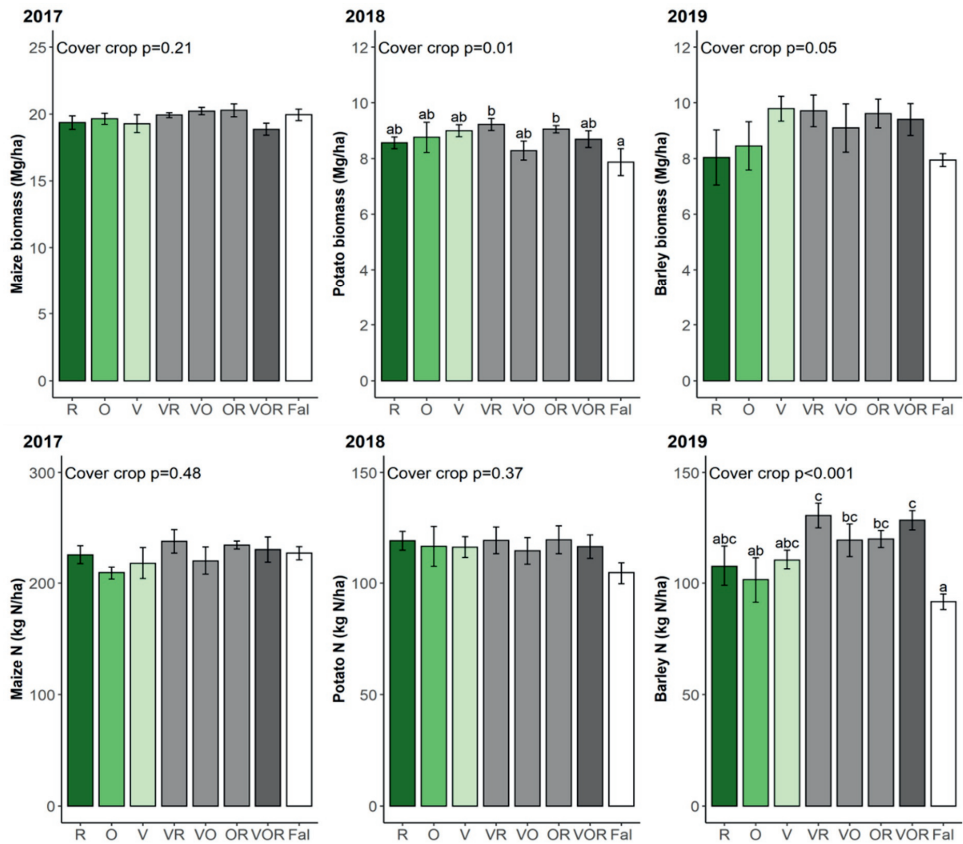 2017
Cover crop p=0.21
Maize biomass (Mg/ha)
25
20
15
10
5
0
R O V VR VO OR VOR Fal
2018
Cover crop p=0.01
Potato biomass (Mg/ha)
12
10
8
6
4
2
0
ab ab ab b ab b ab a
R O V VR VO OR VOR Fal
2019
Cover crop p=0.05
Barley biomass (Mg/ha)
12
10
8
6
4
2
0
R O V VR VO OR VOR Fal
2017
Cover crop p=0.48
Maize N (kg N/ha)
300
200
100
0
R O V VR VO OR VOR Fal
2018
Cover crop p=0.37
Potato N (kg N/ha)
150
100
50
0
R O V VR VO OR VOR Fal
2019
Cover crop p<0.001
Barley N (kg N/ha)
150
100
50
0
abc ab abc c bc bc c a
R O V VR VO OR VOR Fal